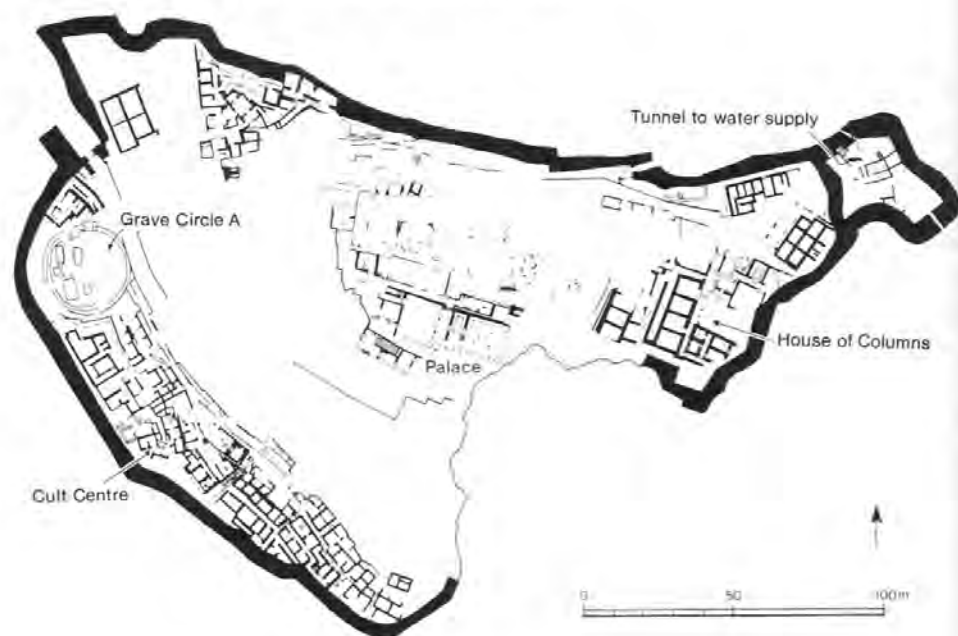 Tunnel to water supply
Grave Circle A
House of Columns
Palace
Cult Centre
0 50 100m